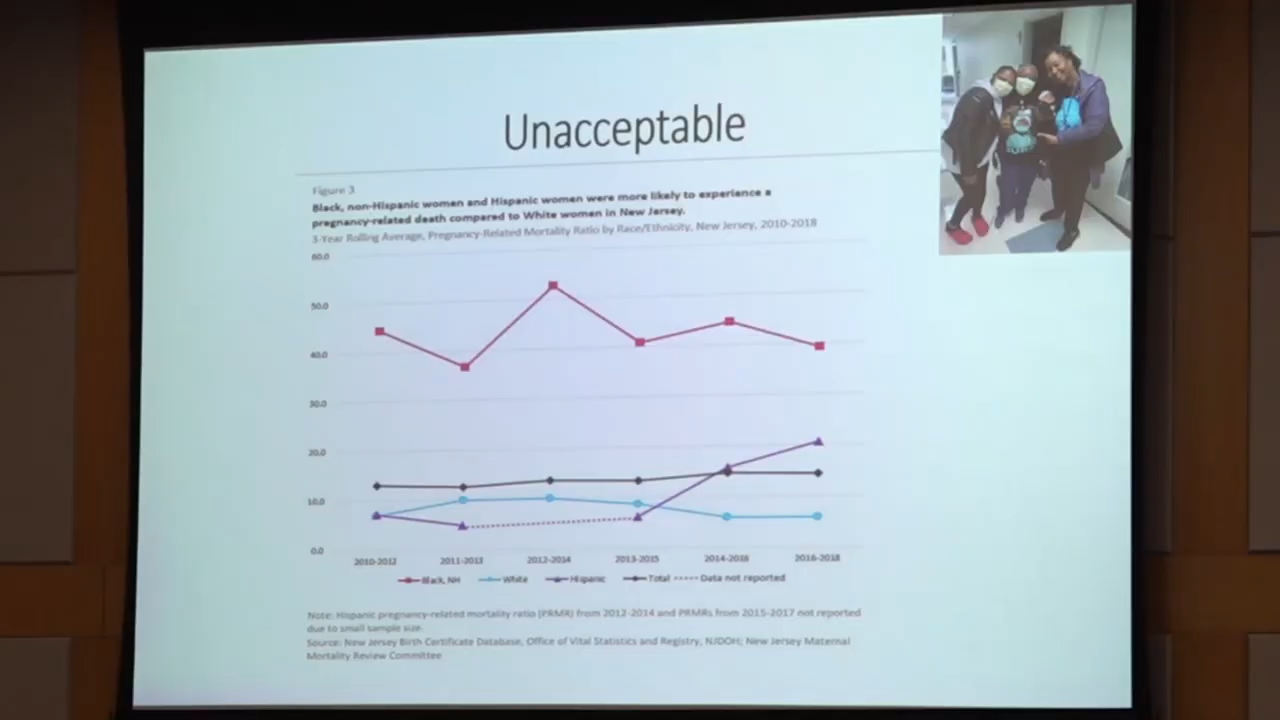 Unacceptable
Figure 3
Black, non-Hispanic women and Hispanic women were more likely to experience a
pregnancy-related death compared to White women in New Jersey.
3-Year Rolling Average, Pregnancy-Related Mortality Ratio by Race/Ethnicity, New Jersey, 2010-2018
60.0
50.0
40.0
30.0
20.0
10.0
0.0
2010-2012 2011-2013 2012-2014 2013-2015 2014-2016 2016-2018
Black, NH White Hispanic Total Data not reported
Note: Hispanic pregnancy-related mortality ratio (PRMR) from 2012-2014 and PRMRs from 2015-2017 not reported
due to small sample size.
Source: New Jersey Birth Certificate Database, Office of Vital Statistics and Registry, NJDOH; New Jersey Maternal
Mortality Review Committee